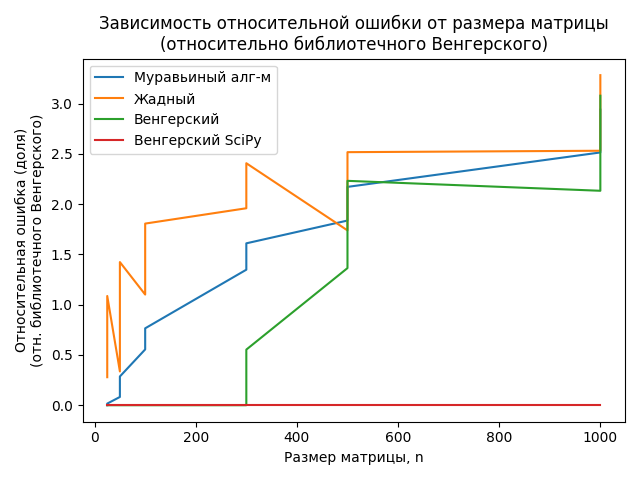 Зависимость относительной ошибки от размера матрицы
(относительно библиотечного Венгерского)
Относительная ошибка (доля)
(отн. библиотечного Венгерского)
Муравьиный алг-м
Жадный
Венгерский
Венгерский SciPy
3.0
2.5
2.0
1.5
1.0
0.5
0.0
0
200
400
600
800
1000
Размер матрицы, n